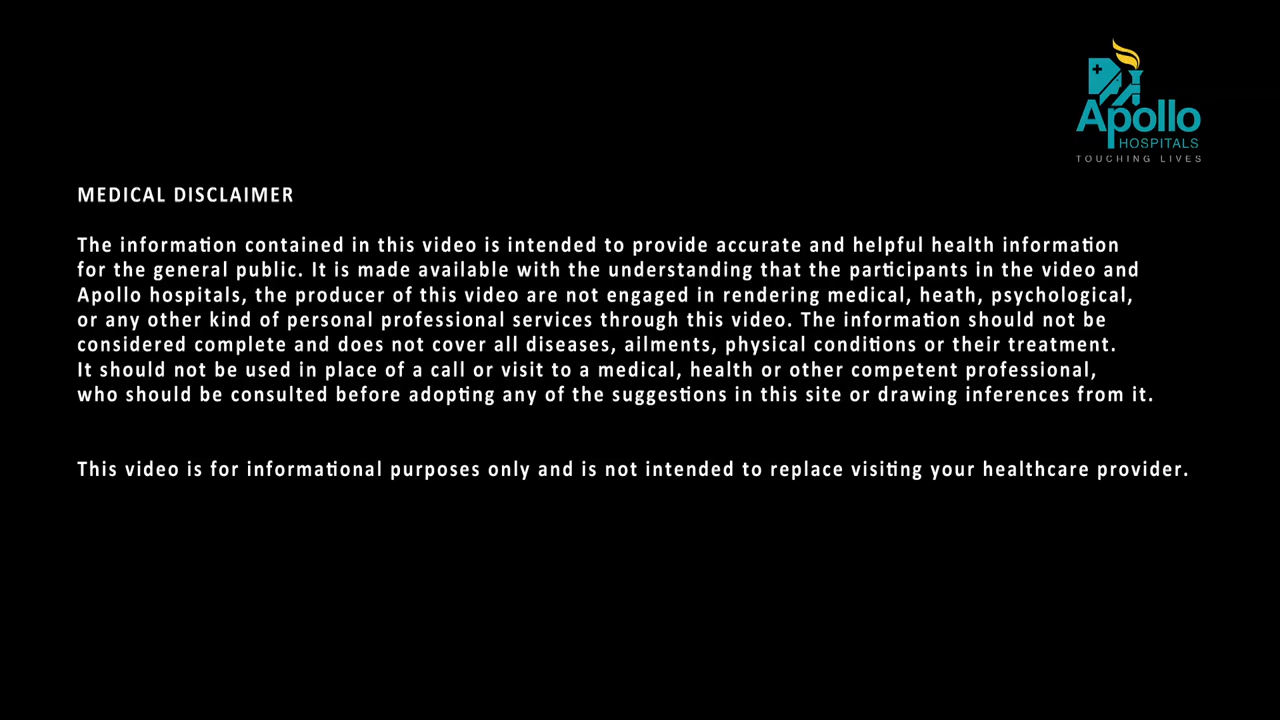 Apollo
HOSPITALS
TOUCHING LIVES
MEDICAL DISCLAIMER
The information contained in this video is intended to provide accurate and helpful health information
for the general public. It is made available with the understanding that the participants in the video and
Apollo hospitals, the producer of this video are not engaged in rendering medical, heath, psychological,
or any other kind of personal professional services through this video. The information should not be
considered complete and does not cover all diseases, ailments, physical conditions or their treatment.
It should not be used in place of a call or visit to a medical, health or other competent professional,
who should be consulted before adopting any of the suggestions in this site or drawing inferences from it.
This video is for informational purposes only and is not intended to replace visiting your healthcare provider.